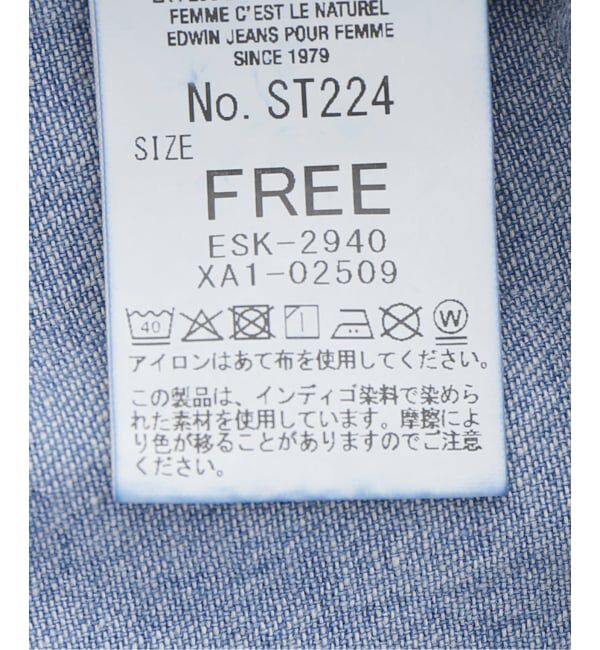 FEMME C'EST LE NATUREL
EDWIN JEANS POUR FEMME
SINCE 1979
No. ST224
SIZE
FREE
ESK-2940
XA1-02509
40
W
アイロンはあて布を使用してください。
この製品は、インディゴ染料で染めら
れた素材を使用しています。摩擦によ
り色が移ることがありますのでご注意
ください。